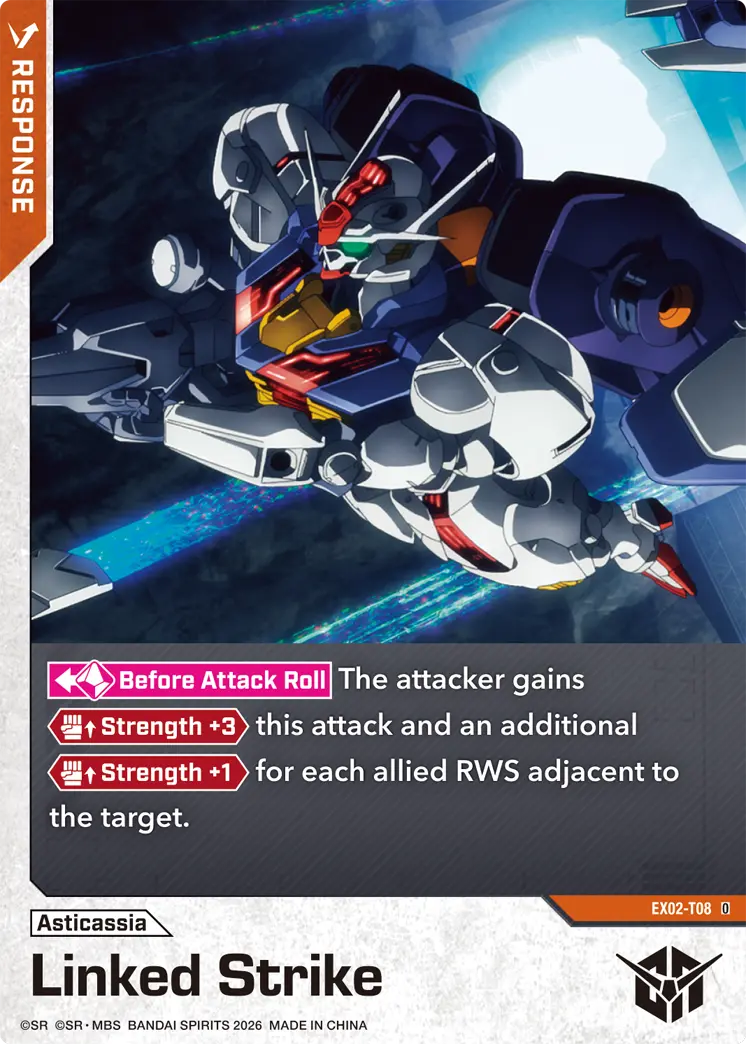 RESPONSE
Before Attack Roll The attacker gains
Strength +3 this attack and an additional
Strength +1 for each allied RWS adjacent to
the target.
EX02-T08 0
Asticassia
Linked Strike
©SR ©SR・MBS BANDAI SPIRITS 2026 MADE IN CHINA